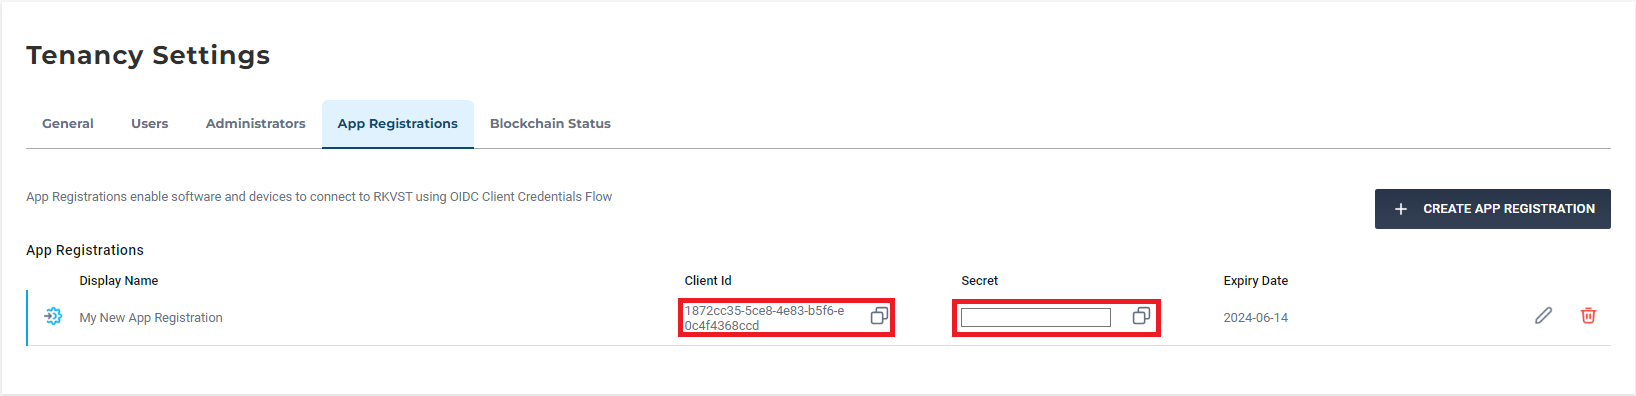 Tenancy Settings
General Users Administrators App Registrations Blockchain Status
App Registrations enable software and devices to connect to RKVST using OIDC Client Credentials Flow
+ CREATE APP REGISTRATION
App Registrations
Display Name Client Id Secret Expiry Date
My New App Registration 1872cc35-5ce8-4e83-b5f6-e 2024-06-14
0c4f4368ccd